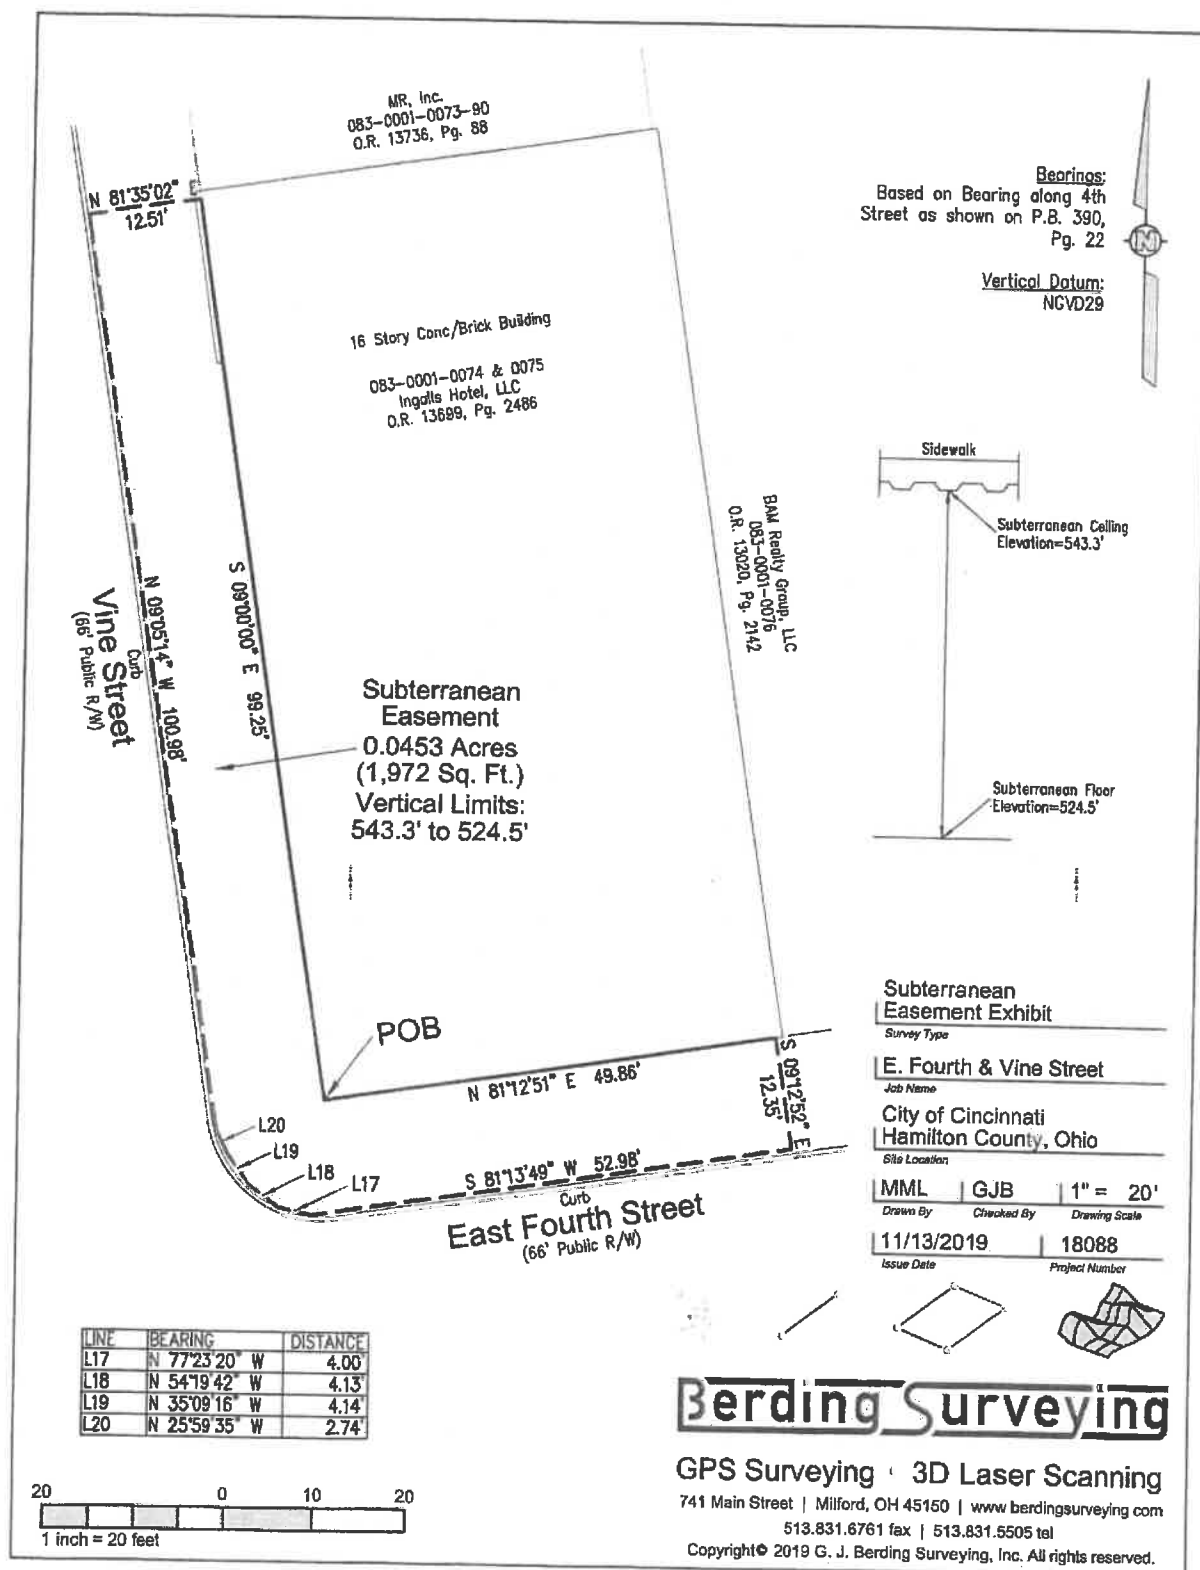 MR, Inc.
083-0001-0073-90
O.R. 13736, Pg. 88
N 81°35'02" E
12.51'
Bearings:
Based on Bearing along 4th
Street as shown on P.B. 390,
Pg. 22
N
Vertical Datum:
NGVD29
16 Story Conc/Brick Building
083-0001-0074 & 0075
Ingalls Hotel, LLC
O.R. 13699, Pg. 2486
Sidewalk
Subterranean Ceiling
Elevation=543.3'
Subterranean Floor
Elevation=524.5'
BAM Realty Group, LLC
083-0001-0076
O.R. 13020, Pg. 2142
S 09°00'00" E 99.25'
N 09°05'14" W 100.98'
Curb
Vine Street
(66' Public R/W)
Subterranean
Easement
0.0453 Acres
(1,972 Sq. Ft.)
Vertical Limits:
543.3' to 524.5'
POB
N 81°12'51" E 49.86'
S 09°12'52" E
12.35'
L20
L19
L18
L17
S 81°13'49" W 52.98'
Curb
East Fourth Street
(66' Public R/W)
Subterranean
Easement Exhibit
Survey Type
E. Fourth & Vine Street
Job Name
City of Cincinnati
Hamilton County, Ohio
Site Location
MML GJB 1" = 20'
Drawn By Checked By Drawing Scale
11/13/2019 18088
Issue Date Project Number
LINE BEARING DISTANCE
L17 N 77°23'20" W 4.00'
L18 N 54°19'42" W 4.13'
L19 N 35°09'16" W 4.14'
L20 N 25°59'35" W 2.74'
20 0 10 20
1 inch = 20 feet
Berding Surveying
GPS Surveying 3D Laser Scanning
741 Main Street | Milford, OH 45150 | www.berdingsurveying.com
513.831.6761 fax | 513.831.5505 tel
Copyright© 2019 G. J. Berding Surveying, Inc. All rights reserved.